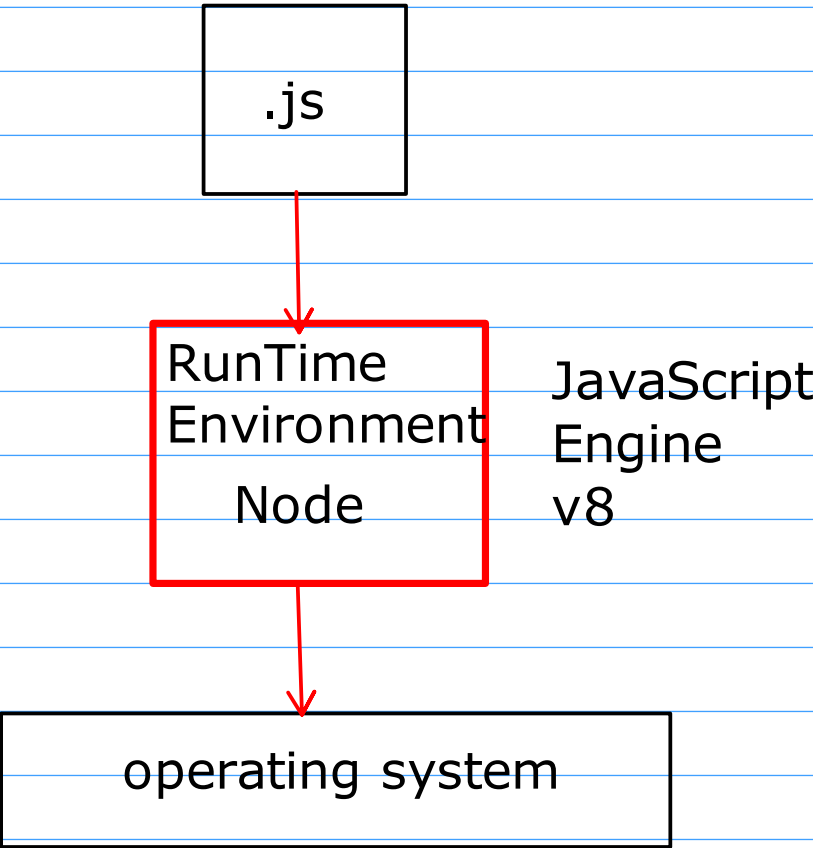 .js
RunTime
Environment
Node
JavaScript
Engine
v8
operating system